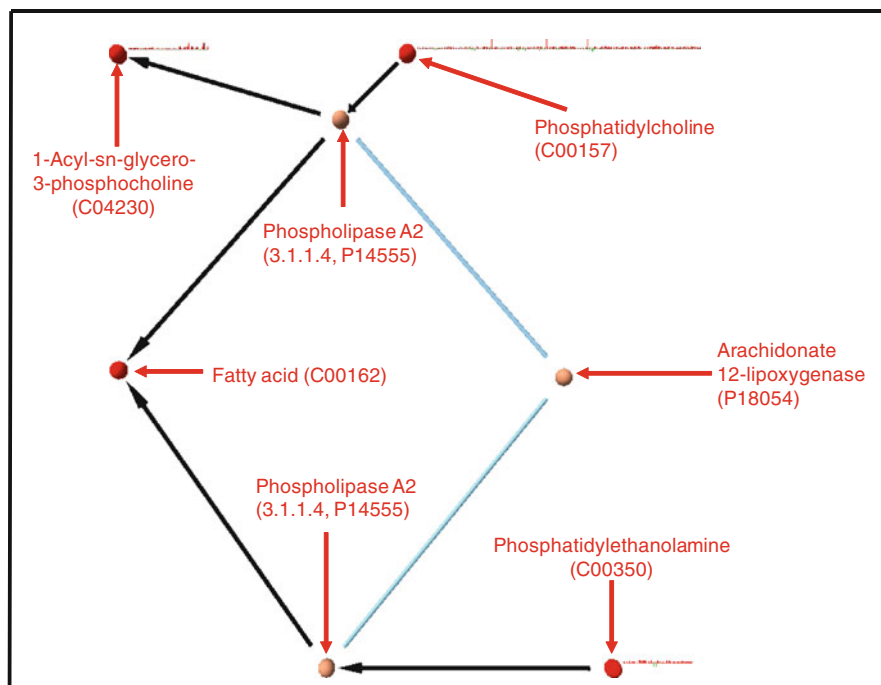 Phosphatidylcholine
(C00157)
1-Acyl-sn-glycero-
3-phosphocholine
(C04230)
Phospholipase A2
(3.1.1.4, P14555)
Fatty acid (C00162)
Arachidonate
12-lipoxygenase
(P18054)
Phospholipase A2
(3.1.1.4, P14555)
Phosphatidylethanolamine
(C00350)